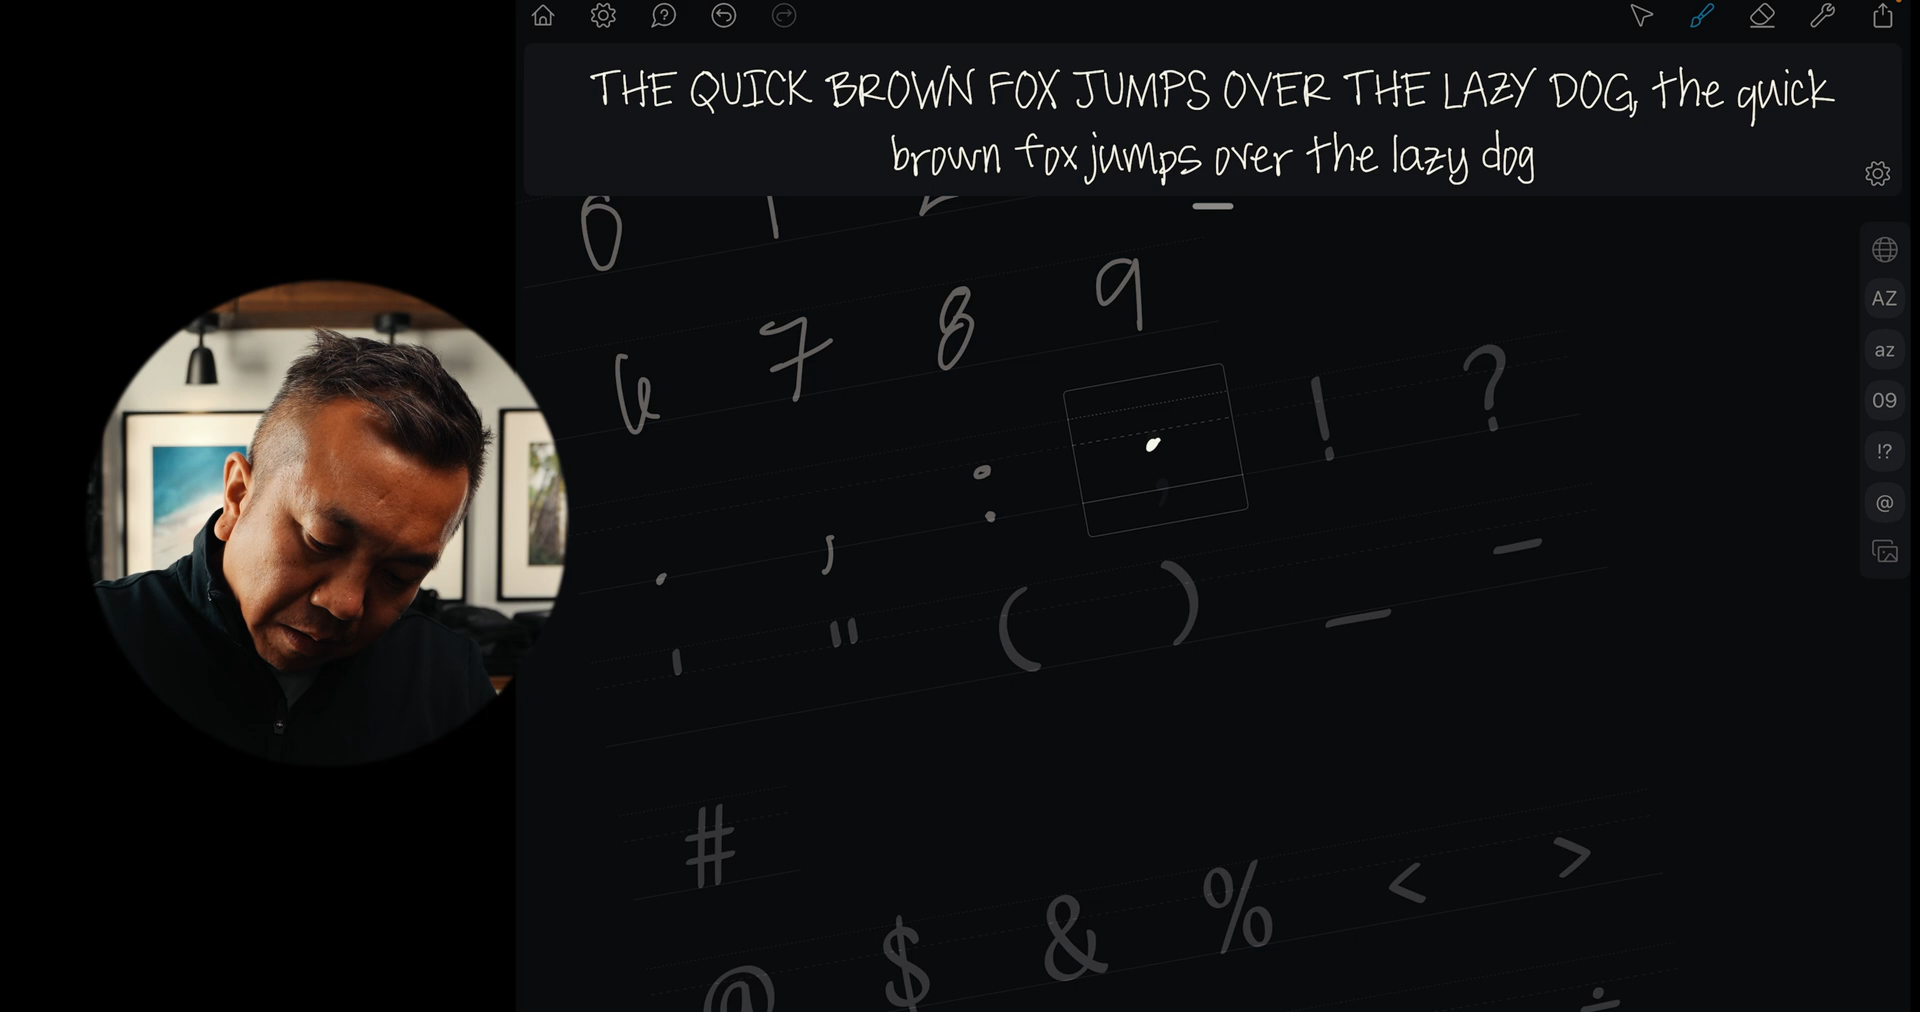 THE QUICK BROWN FOX JUMPS OVER THE LAZY DOG, the quick
brown fox jumps over the lazy dog
0 1
6 7 8 9
. , : ! ?
' " ( ) — -
#
@ $ & % < >
÷
AZ
az
09
!?
@